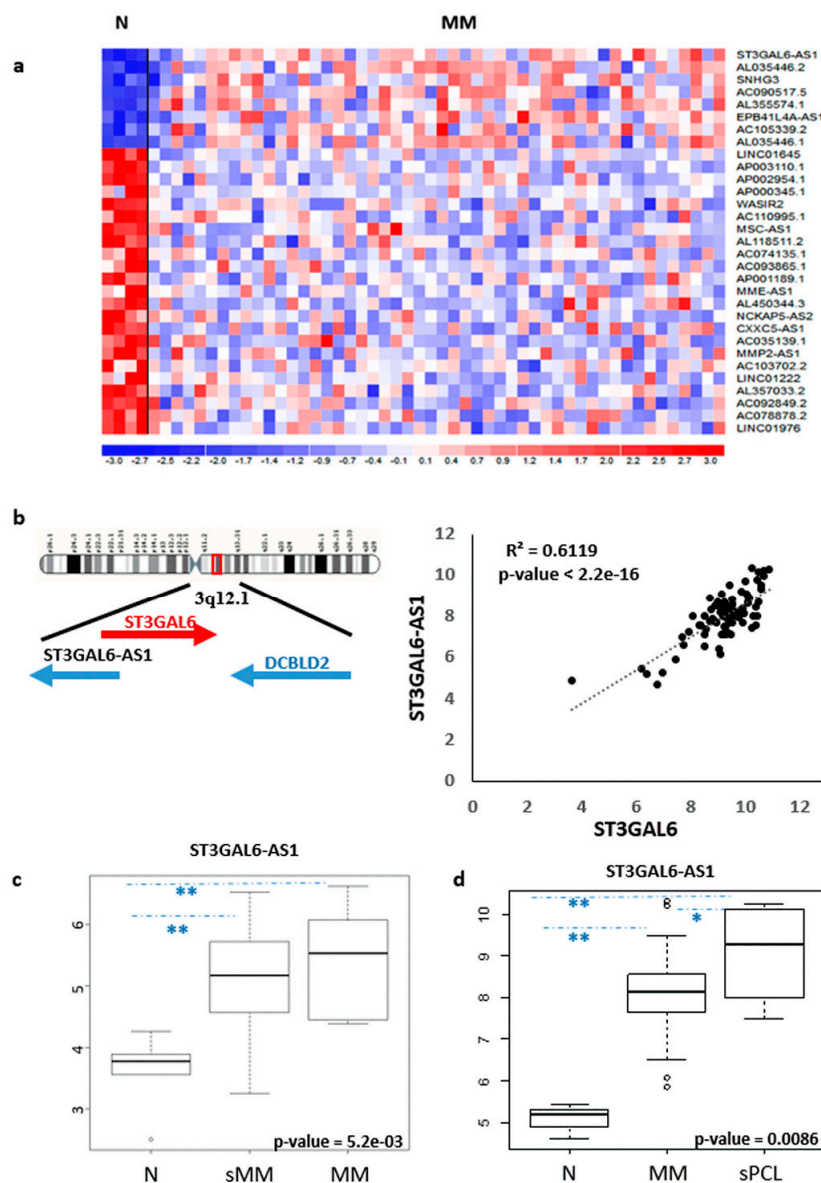 N MM
a
ST3GAL6-AS1
AL035446.2
SNHG3
AC090517.5
AL355574.1
EPB41L4A-AS1
AC105339.2
AL035446.1
LINC01645
AP003110.1
AP002954.1
AP000345.1
WASIR2
AC110995.1
MSC-AS1
AL118511.2
AC074135.1
AC093865.1
AP001189.1
MME-AS1
AL450344.3
NCKAP5-AS2
CXXC5-AS1
AC035139.1
MMP2-AS1
AC103702.2
LINC01222
AL357033.2
AC092849.2
AC078878.2
LINC01976
-3.0 -2.7 -2.5 -2.2 -2.0 -1.7 -1.4 -1.2 -0.9 -0.7 -0.4 -0.1 0.1 0.4 0.9 1.2 1.4 1.7 2.0 2.2 2.5 2.7 3.0
b
3q12.1
ST3GAL6
ST3GAL6-AS1
DCBLD2
R² = 0.6119
p-value < 2.2e-16
ST3GAL6-AS1
12
10
8
6
4
2
0
0 2 4 6 8 10 12
ST3GAL6
c
ST3GAL6-AS1
**
**
6
5
4
3
p-value = 5.2e-03
N sMM MM
d
ST3GAL6-AS1
**
*
**
10
9
8
7
6
5
p-value = 0.0086
N MM sPCL